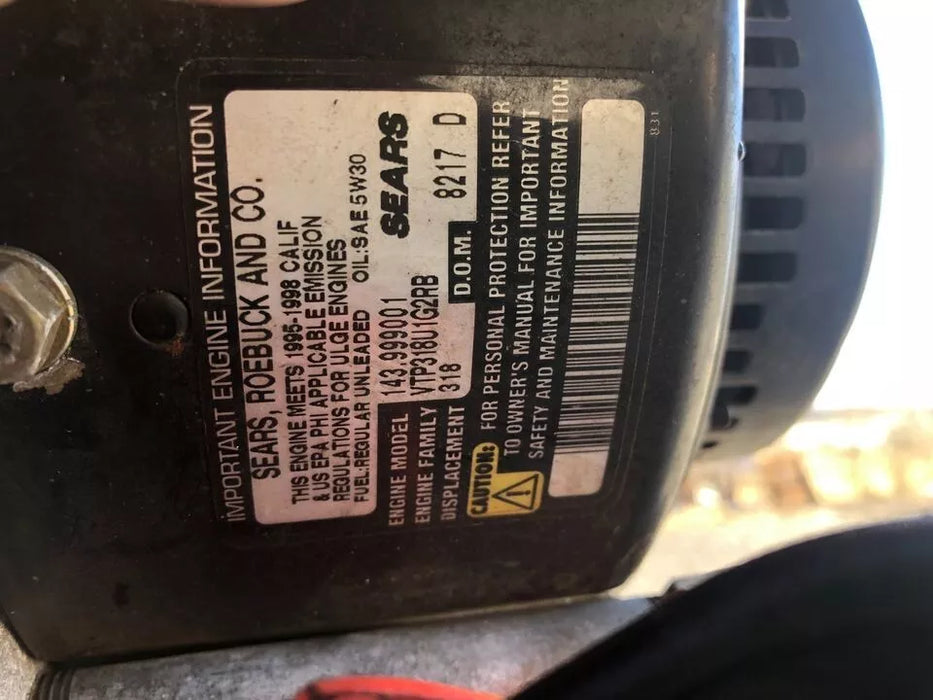 IMPORTANT ENGINE INFORMATION
SEARS, ROEBUCK AND CO.
THIS ENGINE MEETS 1995-1998 CALIF
& US EPA PHI APPLICABLE EMISSION
REGULATIONS FOR ULGE ENGINES
FUEL:REGULAR UNLEADED OIL:SAE 5W30
SEARS
ENGINE MODEL 143.999001
ENGINE FAMILY VTP318U1G2RB
DISPLACEMENT 318
D.O.M. 8217 D
CAUTION:
FOR PERSONAL PROTECTION REFER
TO OWNER'S MANUAL FOR IMPORTANT
SAFETY AND MAINTENANCE INFORMATION
831